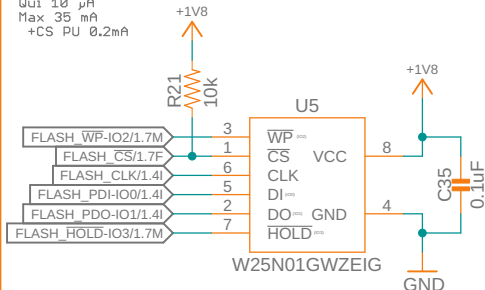 Qui 10 µA
Max 35 mA
+CS PU 0.2mA
+1V8
R21
10k
+1V8
U5
FLASH_WP-IO2/1.7M 3 WP
FLASH_CS/1.7F 1 CS VCC 8
FLASH_CLK/1.4I 6 CLK
FLASH_PDI-IO0/1.4I 5 DI
FLASH_PDO-IO1/1.4I 2 DO GND 4
FLASH_HOLD-IO3/1.7M 7 HOLD
C35
0.1uF
W25N01GWZEIG
GND